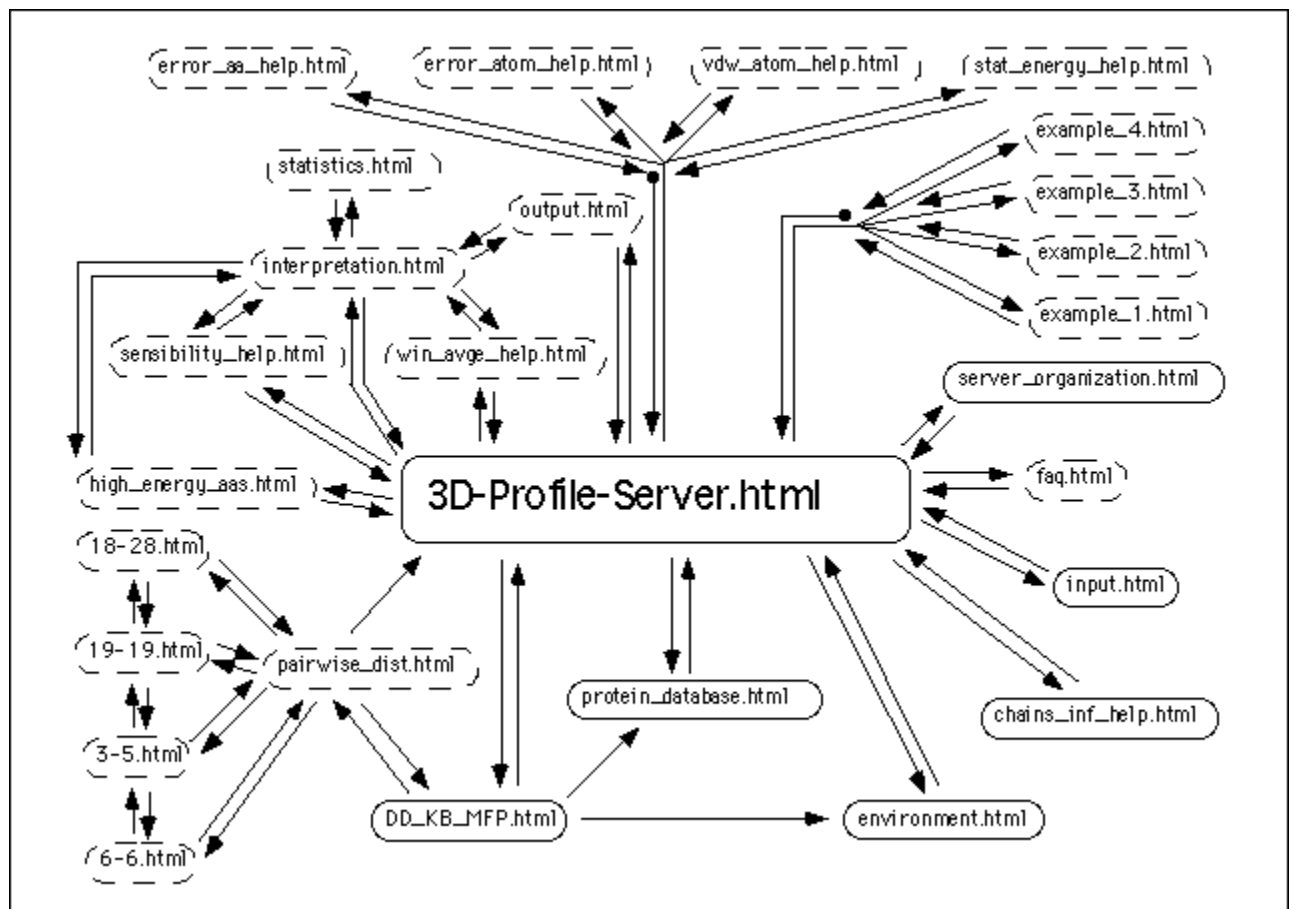 error_aa_help.html
error_atom_help.html
vdw_atom_help.html
stat_energy_help.html
example_4.html
statistics.html
example_3.html
output.html
example_2.html
interpretation.html
example_1.html
sensibility_help.html
win_avge_help.html
server_organization.html
high_energy_aas.html
3D-Profile-Server.html
faq.html
18-28.html
input.html
19-19.html
pairwise_dist.html
protein_database.html
chains_inf_help.html
3-5.html
DD_KB_MFP.html
environment.html
6-6.html